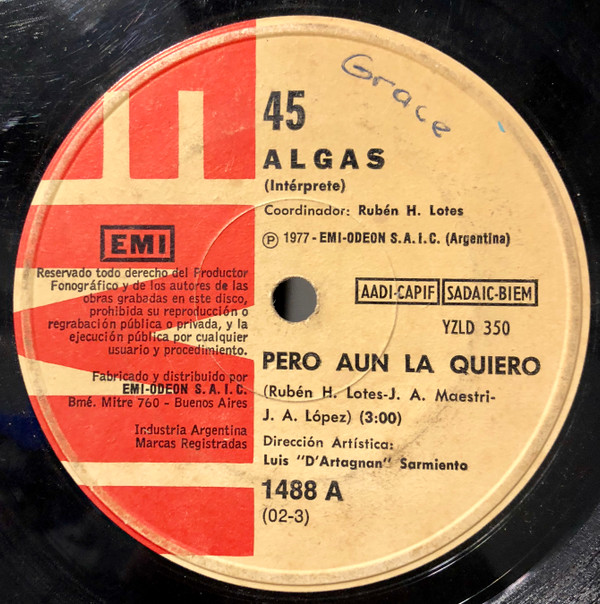 Grace
45
ALGAS
(Intérprete)
Coordinador: Rubén H. Lotes
Ⓟ 1977 - EMI-ODEON S.A.I.C. (Argentina)
EMI
Reservado todo derecho del Productor
Fonográfico y de los autores de las
obras grabadas en este disco,
prohibida su reproducción o
regrabación pública o privada, y la
ejecución pública por cualquier
usuario y procedimiento.
Fabricado y distribuido por
EMI-ODEON S.A.I.C.
Bmé. Mitre 760 - Buenos Aires
Industria Argentina
Marcas Registradas
AADI-CAPIF SADAIC-BIEM
YZLD 350
PERO AUN LA QUIERO
(Rubén H. Lotes-J. A. Maestri-
J. A. López) (3:00)
Dirección Artística:
Luis "D'Artagnan" Sarmiento
1488 A
(02-3)
EMI